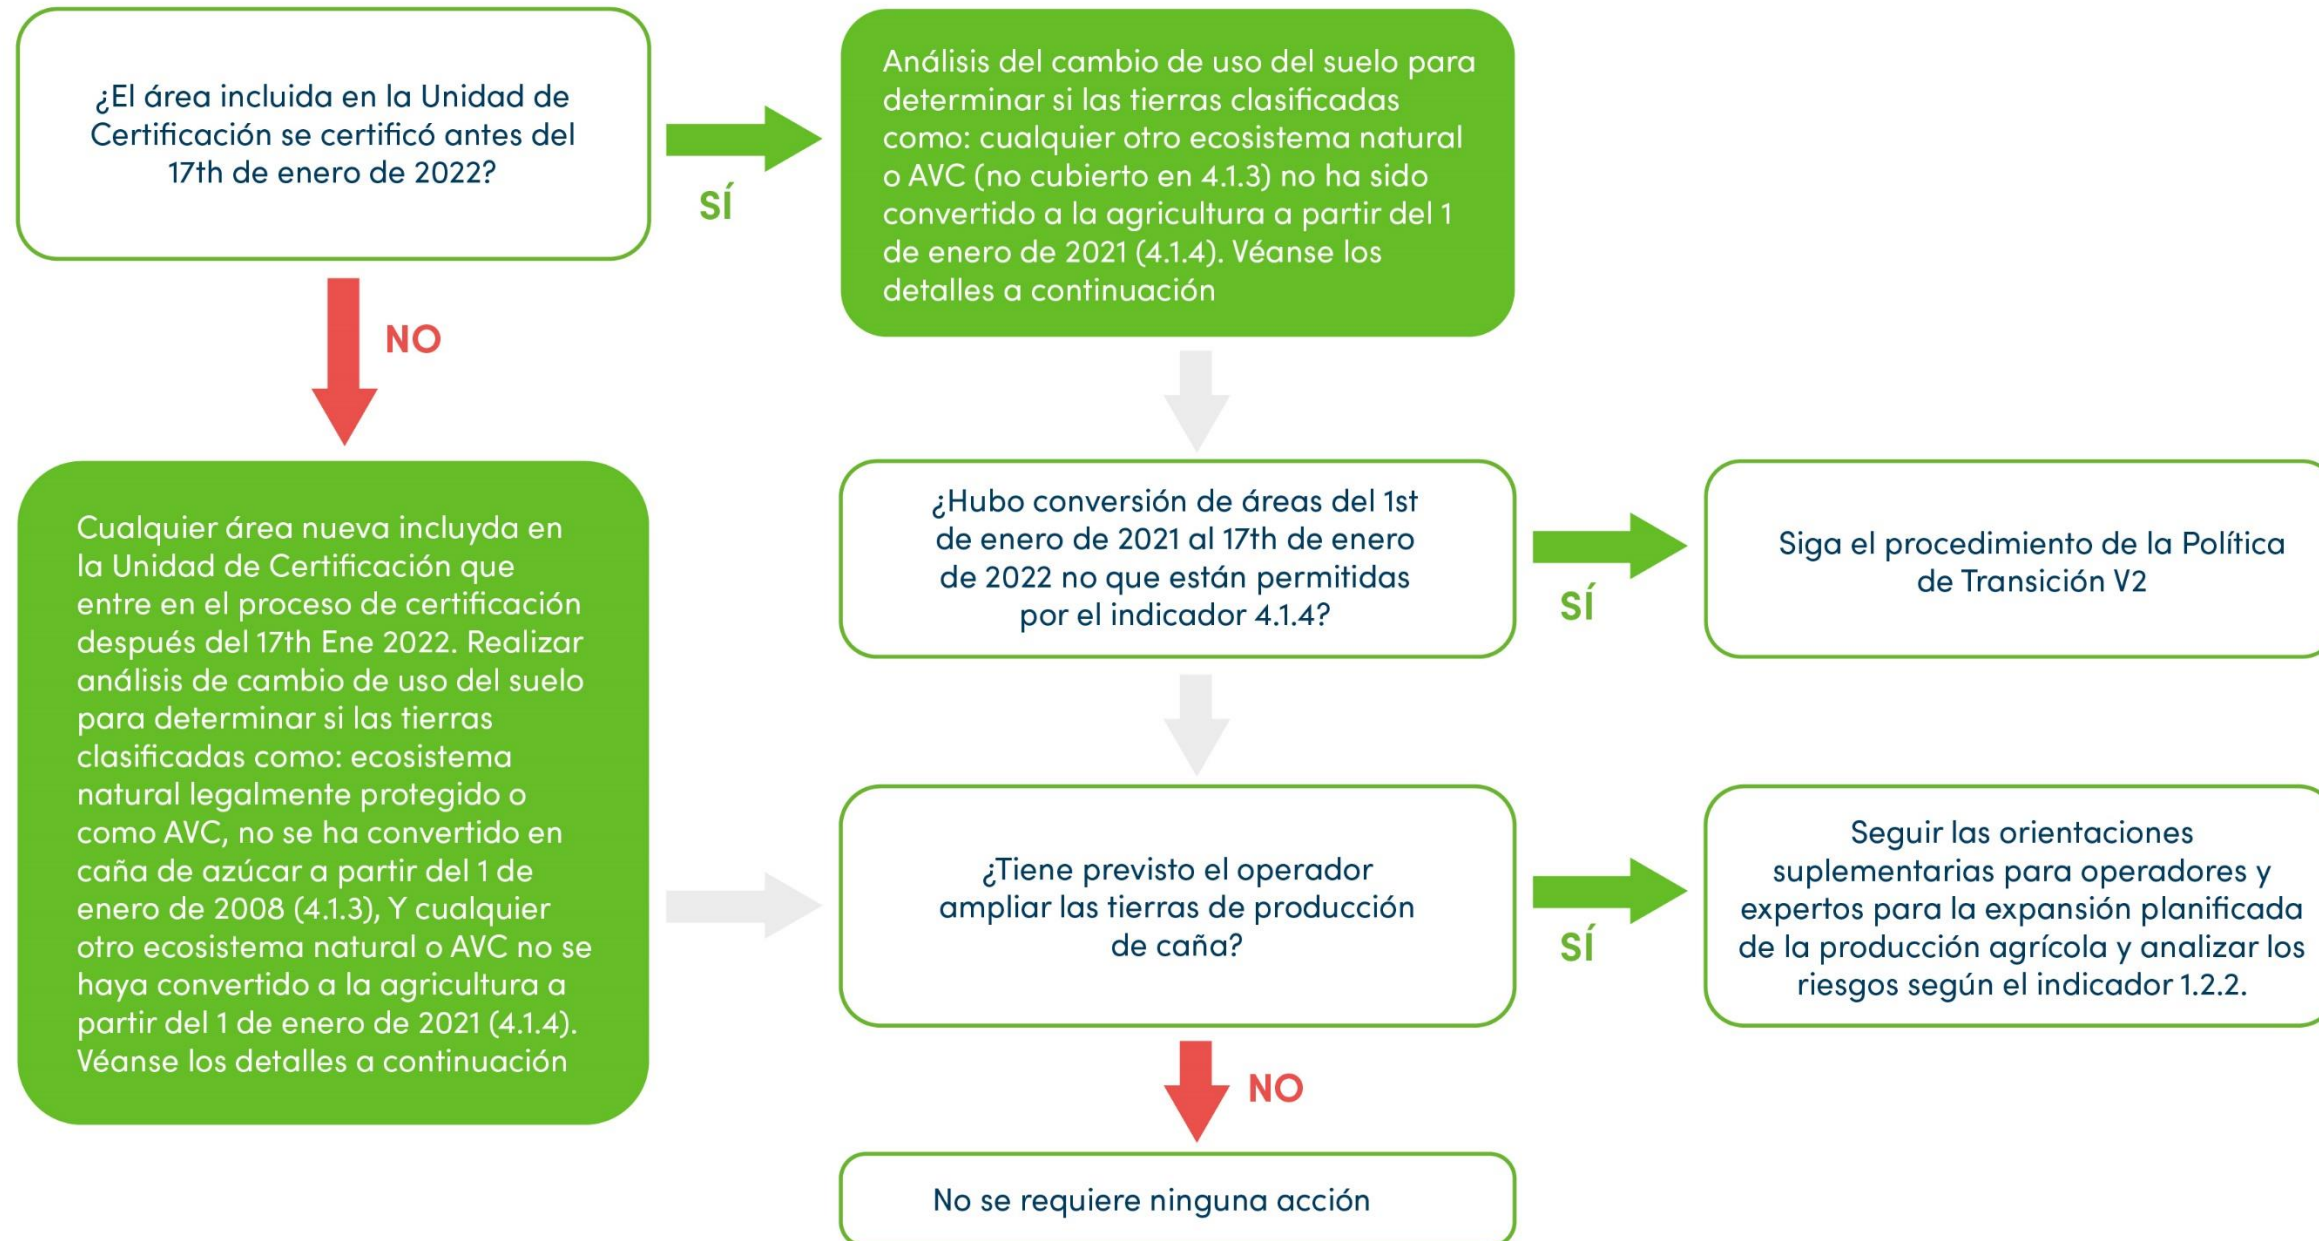 ¿El área incluida en la Unidad de
Certificación se certificó antes del
17th de enero de 2022?
SÍ
Análisis del cambio de uso del suelo para
determinar si las tierras clasificadas
como: cualquier otro ecosistema natural
o AVC (no cubierto en 4.1.3) no ha sido
convertido a la agricultura a partir del 1
de enero de 2021 (4.1.4). Véanse los
detalles a continuación
NO
Cualquier área nueva incluyda en
la Unidad de Certificación que
entre en el proceso de certificación
después del 17th Ene 2022. Realizar
análisis de cambio de uso del suelo
para determinar si las tierras
clasificadas como: ecosistema
natural legalmente protegido o
como AVC, no se ha convertido en
caña de azúcar a partir del 1 de
enero de 2008 (4.1.3), Y cualquier
otro ecosistema natural o AVC no se
haya convertido a la agricultura a
partir del 1 de enero de 2021 (4.1.4).
Véanse los detalles a continuación
¿Hubo conversión de áreas del 1st
de enero de 2021 al 17th de enero
de 2022 no que están permitidas
por el indicador 4.1.4?
SÍ
Siga el procedimiento de la Política
de Transición V2
¿Tiene previsto el operador
ampliar las tierras de producción
de caña?
SÍ
Seguir las orientaciones
suplementarias para operadores y
expertos para la expansión planificada
de la producción agrícola y analizar los
riesgos según el indicador 1.2.2.
NO
No se requiere ninguna acción